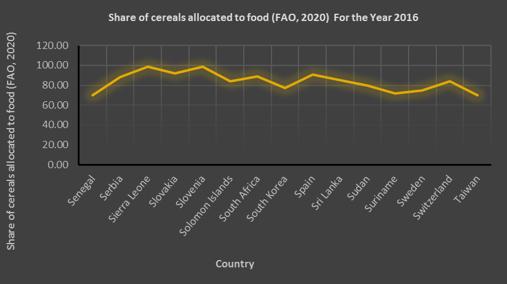 Share of cereals allocated to food (FAO, 2020)  For the Year 2016
Share of cereals allocated to food (FAO, 2020)
120.00
100.00
80.00
60.00
40.00
20.00
0.00
Senegal
Serbia
Sierra Leone
Slovakia
Slovenia
Solomon Islands
South Africa
South Korea
Spain
Sri Lanka
Sudan
Suriname
Sweden
Switzerland
Taiwan
Country